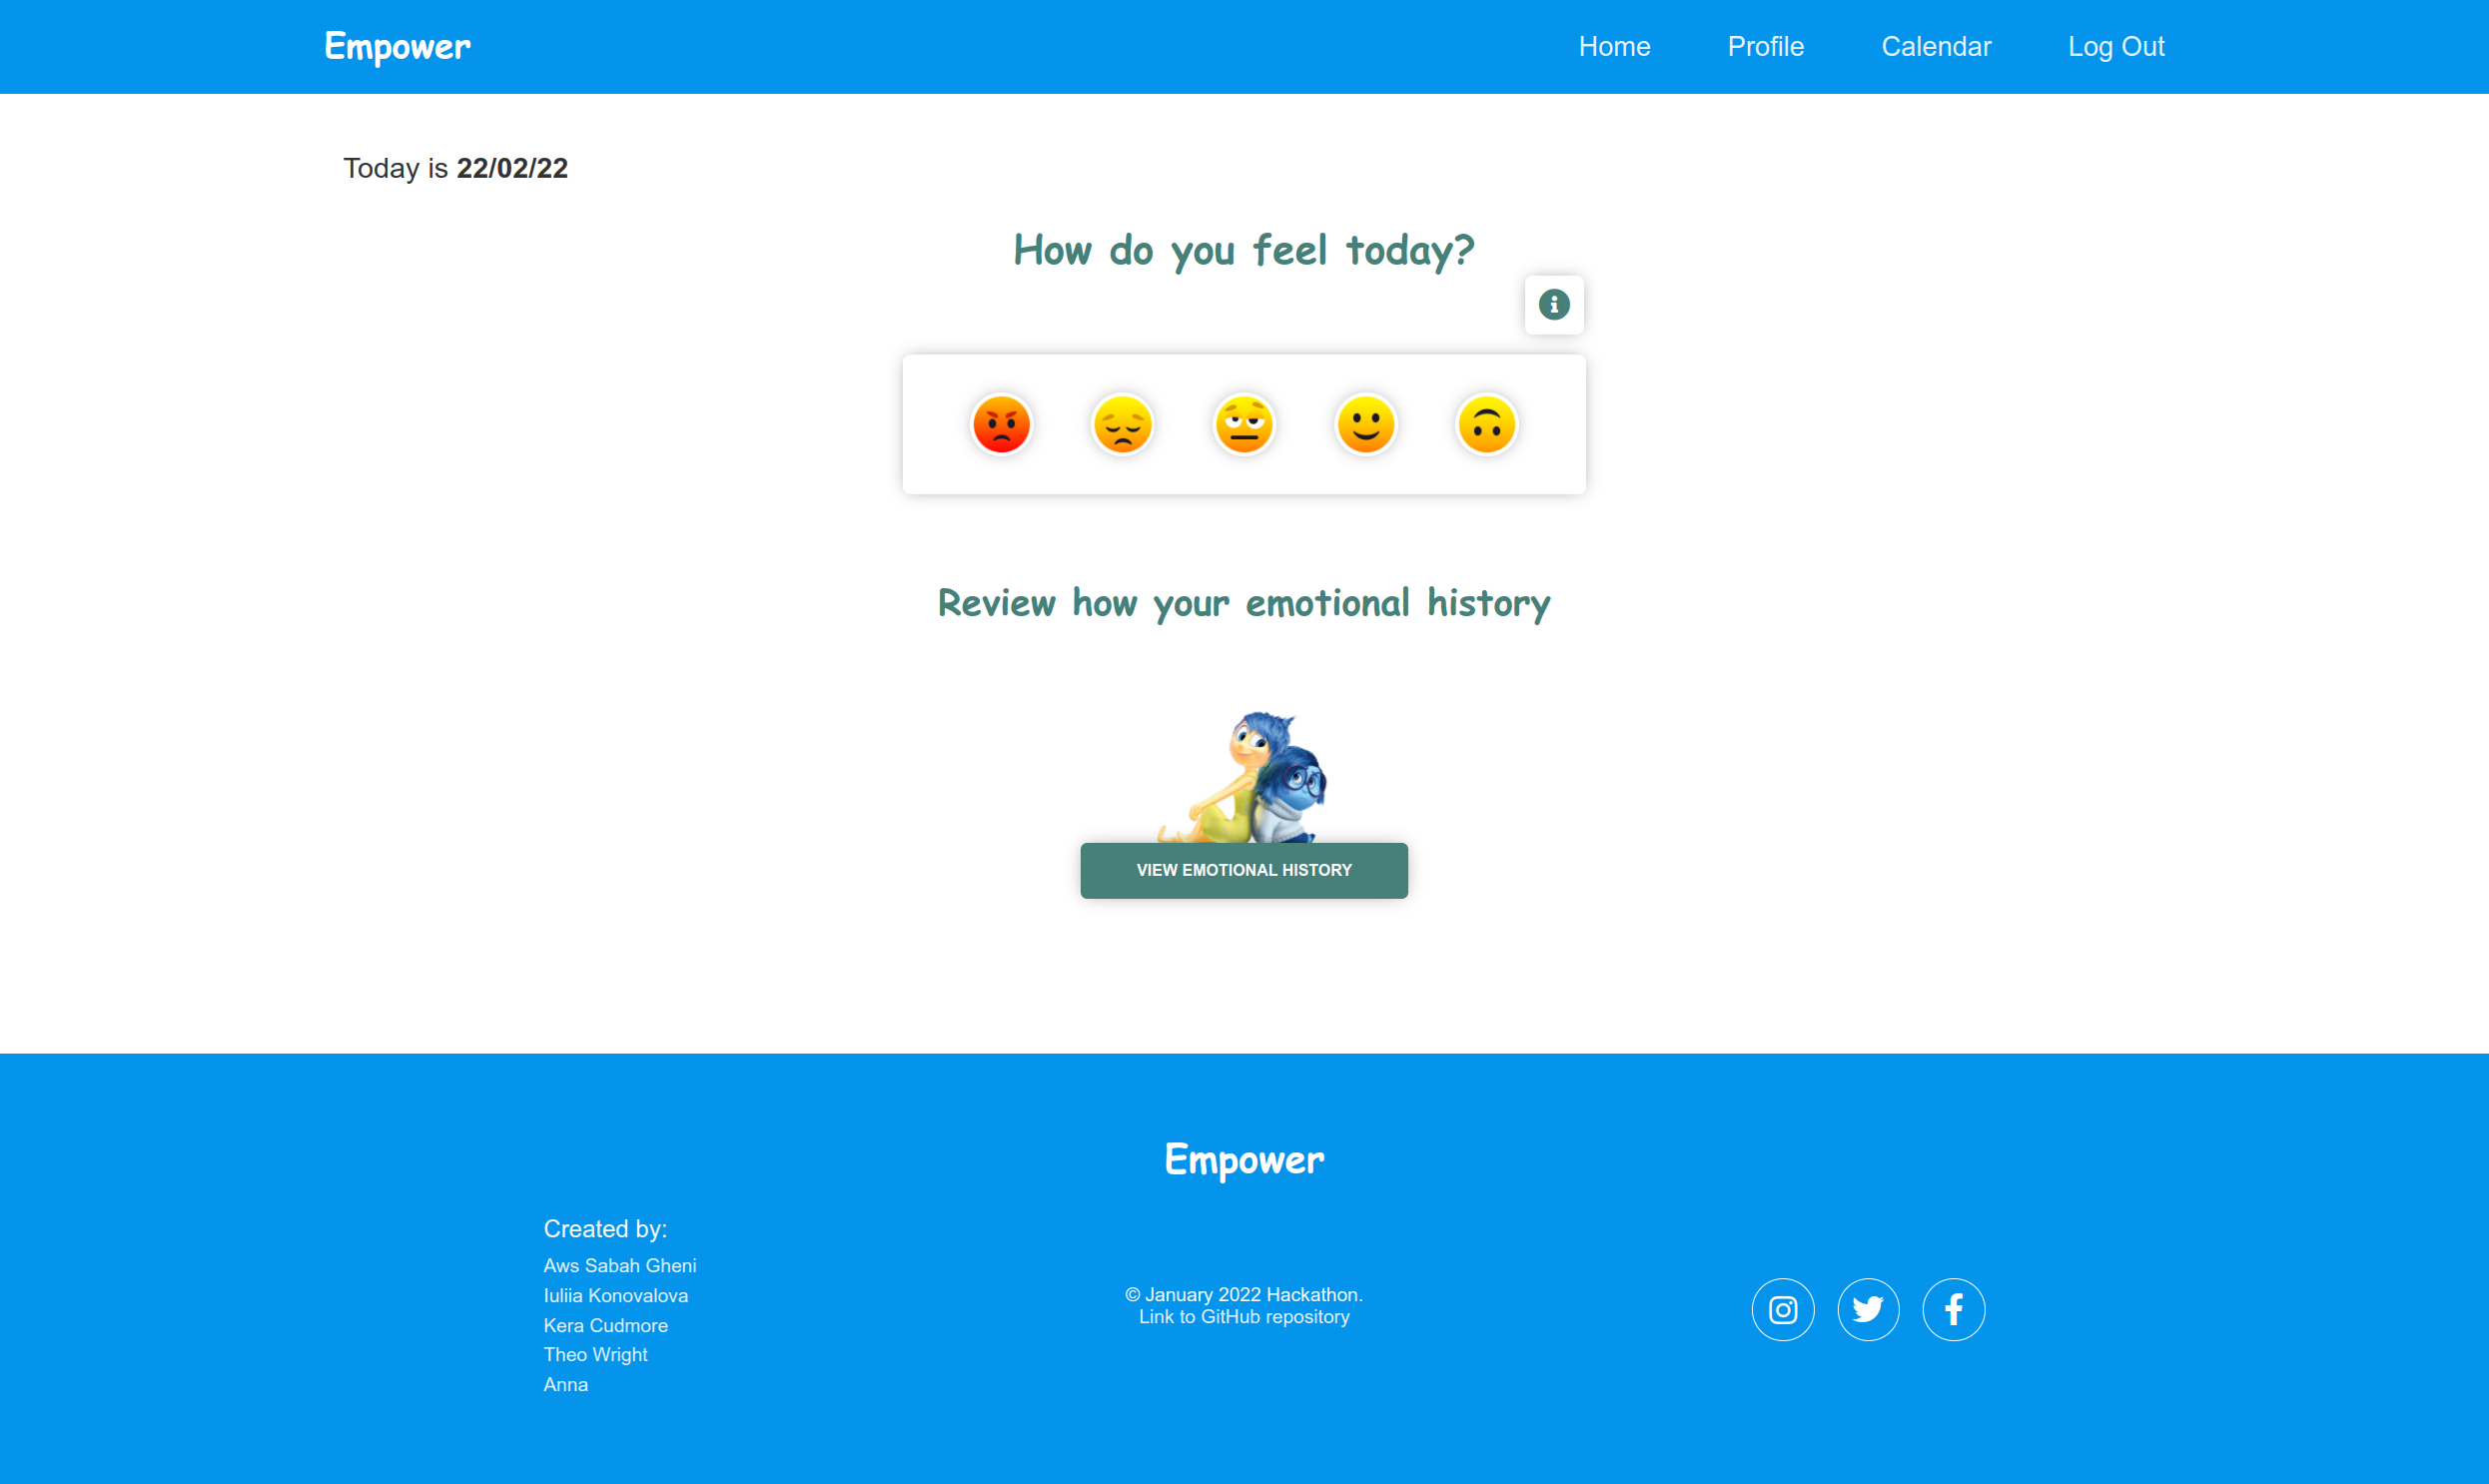 Empower
Home Profile Calendar Log Out
Today is 22/02/22
How do you feel today?
Review how your emotional history
VIEW EMOTIONAL HISTORY
Empower
Created by:
Aws Sabah Gheni
Iuliia Konovalova
Kera Cudmore
Theo Wright
Anna
© January 2022 Hackathon.
Link to GitHub repository